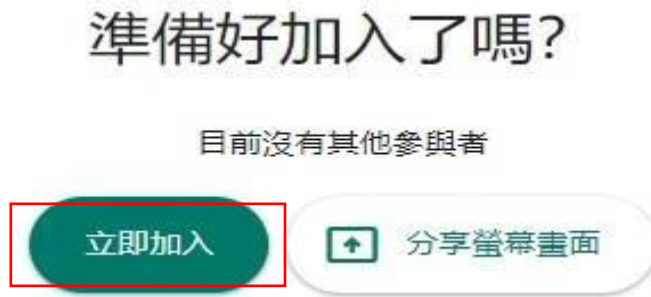 準備好加入了嗎?
目前沒有其他參與者
立即加入 分享螢幕畫面